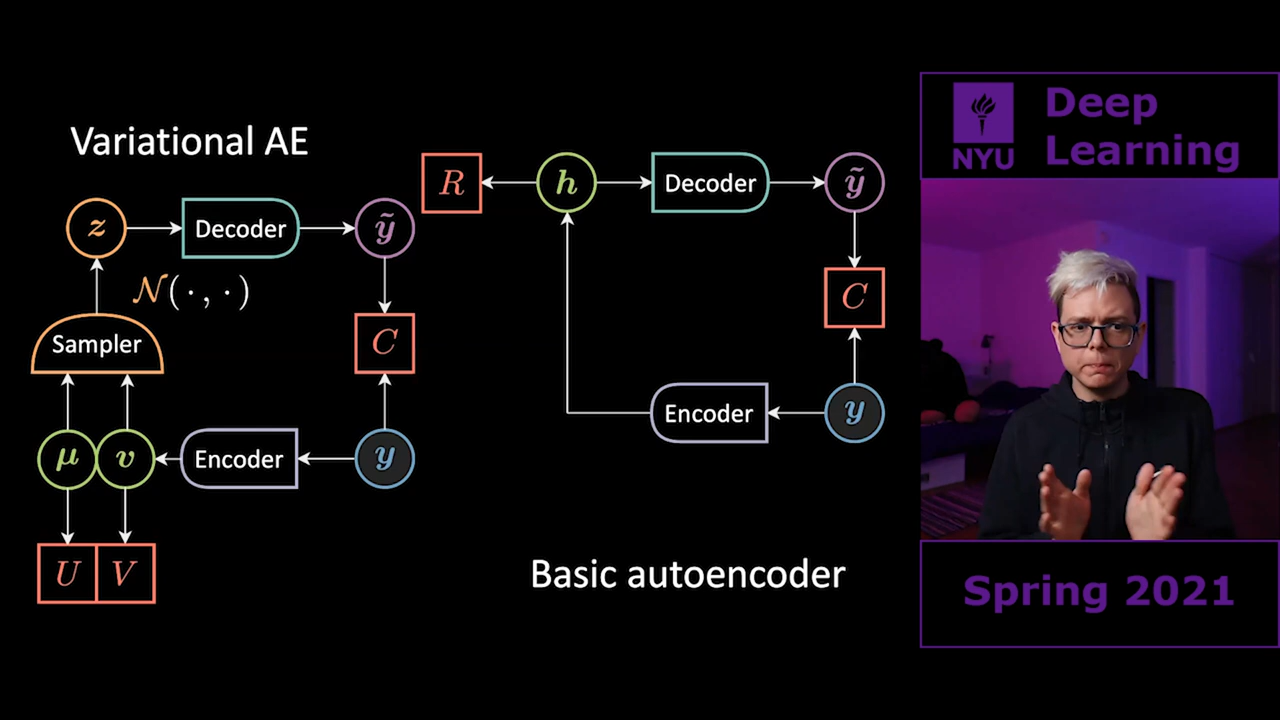 Variational AE
z
Decoder
ỹ
𝒩(·,·)
Sampler
C
μ
v
Encoder
y
U
V
R
h
Decoder
ỹ
C
Encoder
y
Basic autoencoder
NYU
Deep
Learning
Spring 2021